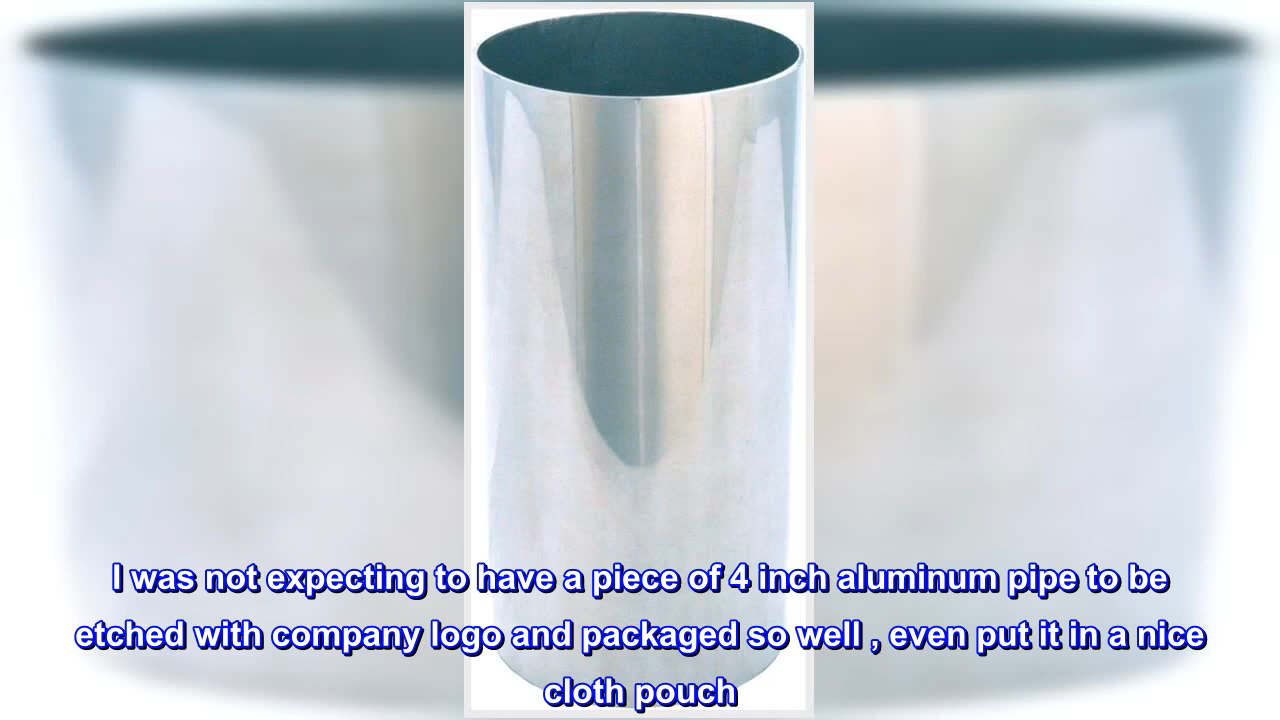 I was not expecting to have a piece of 4 inch aluminum pipe to be
etched with company logo and packaged so well , even put it in a nice
cloth pouch